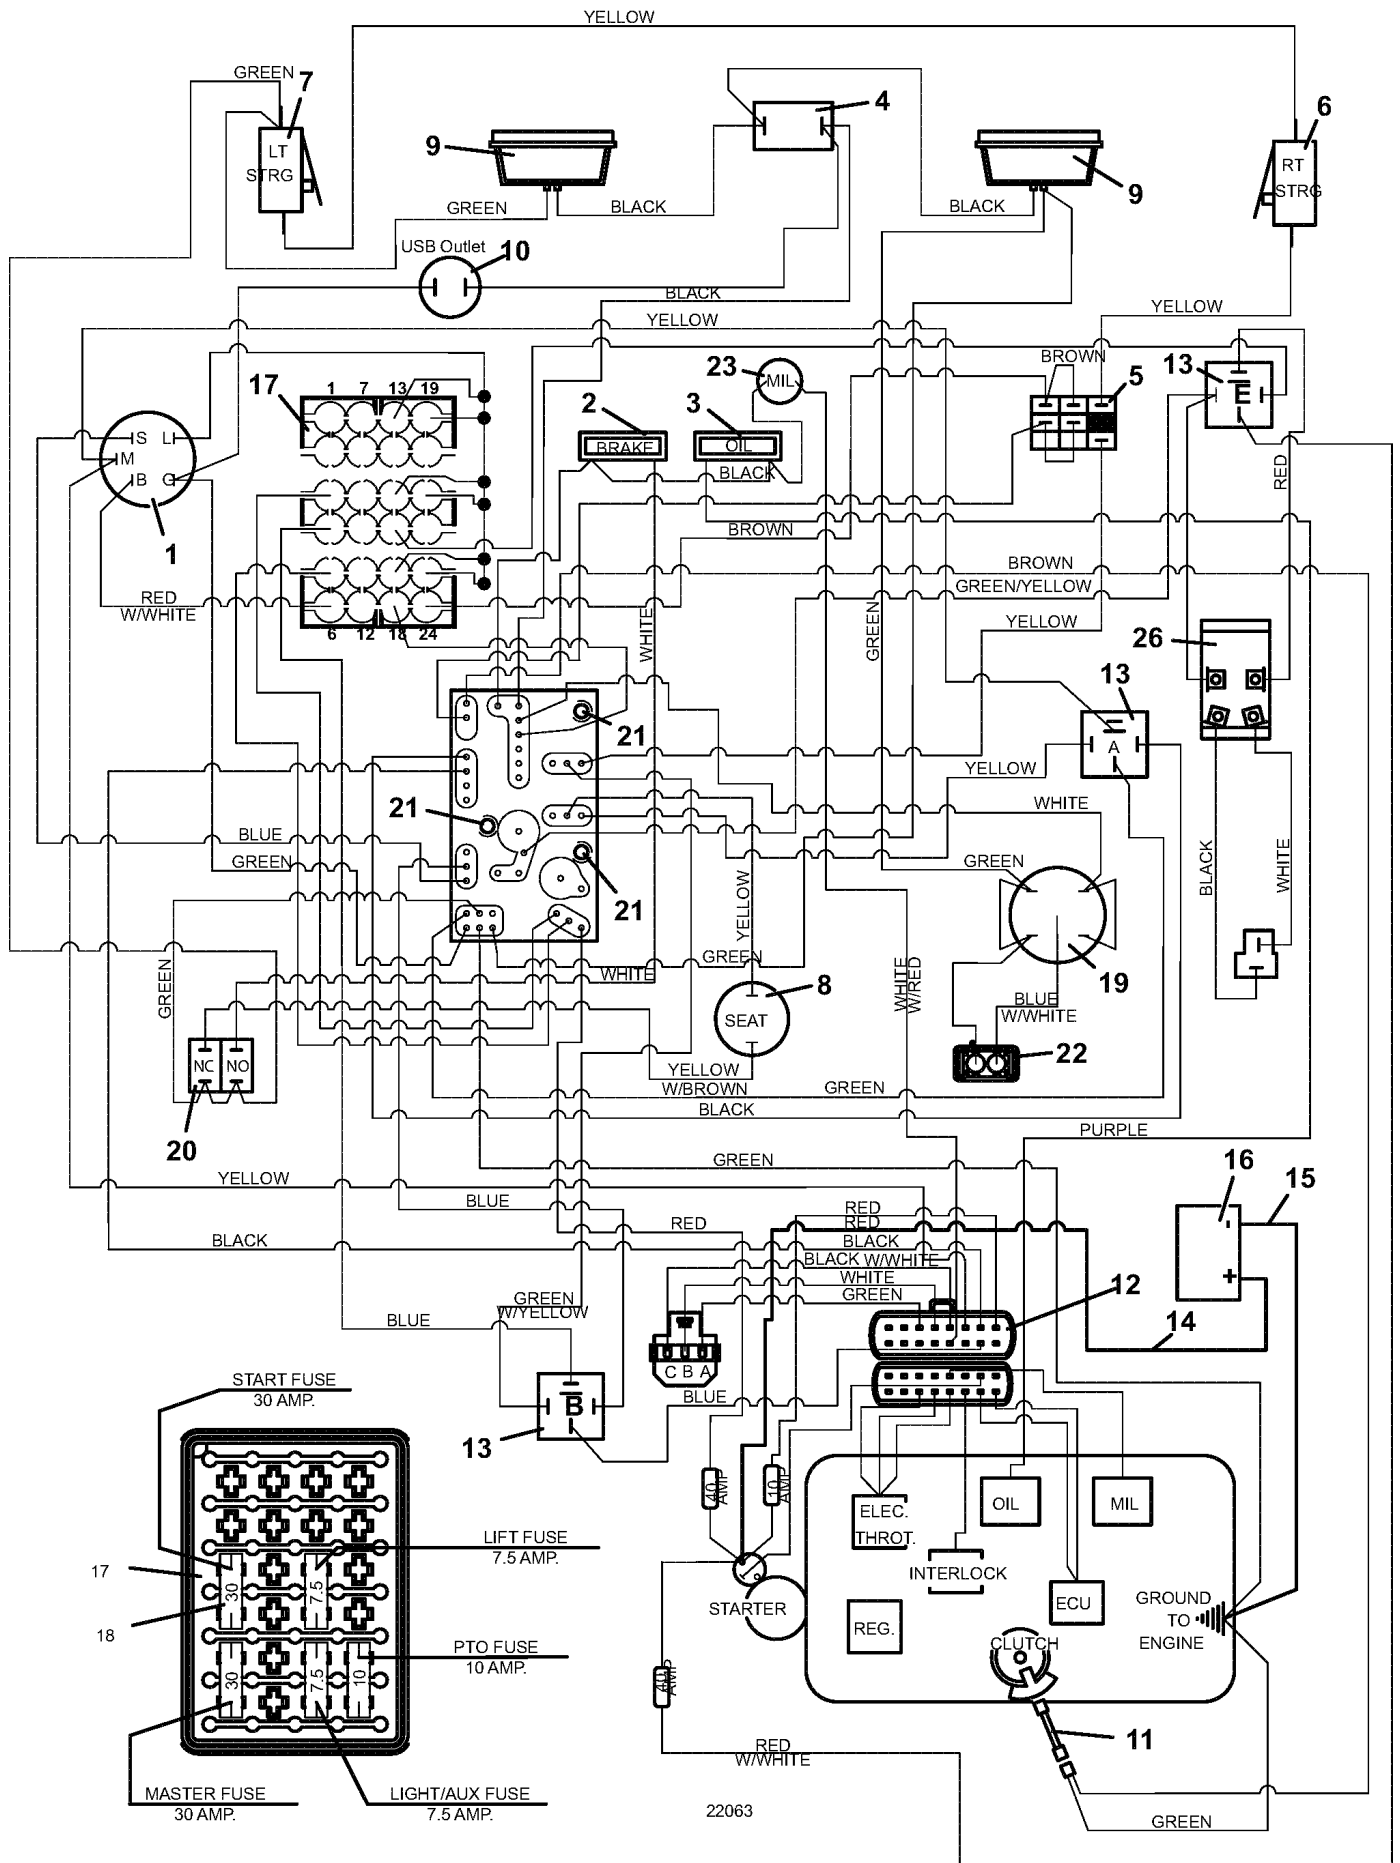 YELLOW
GREEN 7
4
6
9
LT
STRG
RT
STRG
9
GREEN
BLACK
BLACK
USB Outlet
10
BLACK
YELLOW
YELLOW
23
MIL
BROWN
13
5
E
17
1 7 13 19
2
3
BRAKE
OIL
BLACK
S L
M
B G
1
RED
BROWN
BROWN
GREEN/YELLOW
RED
W/WHITE
6 12 18 24
WHITE
GREEN
YELLOW
26
13
A
21
YELLOW
WHITE
21
BLUE
GREEN
GREEN
BLACK
WHITE
21
YELLOW
GREEN
WHITE
GREEN
WHITE
W/RED
8
SEAT
19
BLUE
W/WHITE
22
NC NO
20
YELLOW
W/BROWN
GREEN
BLACK
PURPLE
GREEN
16
15
-
+
YELLOW
BLUE
RED
RED
RED
BLACK
BLACK
BLACK W/WHITE
WHITE
GREEN
12
14
GREEN
W/YELLOW
BLUE
C B A
BLUE
B
13
START FUSE
30 AMP.
40
AMP
10
AMP
ELEC.
THROT.
OIL
MIL
LIFT FUSE
7.5 AMP.
17
30
7.5
18
INTERLOCK
ECU
STARTER
REG.
GROUND
TO
ENGINE
CLUTCH
PTO FUSE
10 AMP.
30
7.5
10
40
AMP
11
RED
W/WHITE
MASTER FUSE
30 AMP.
LIGHT/AUX FUSE
7.5 AMP.
22063
GREEN